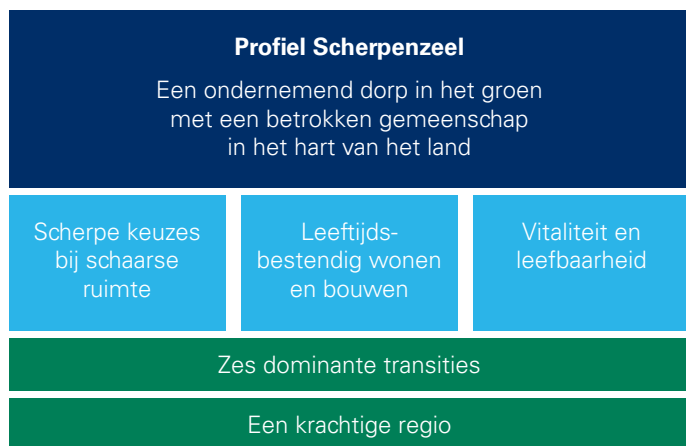 Profiel Scherpenzeel
Een ondernemend dorp in het groen
met een betrokken gemeenschap
in het hart van het land
Scherpe keuzes
bij schaarse
ruimte
Leeftijds-
bestendig wonen
en bouwen
Vitaliteit en
leefbaarheid
Zes dominante transities
Een krachtige regio